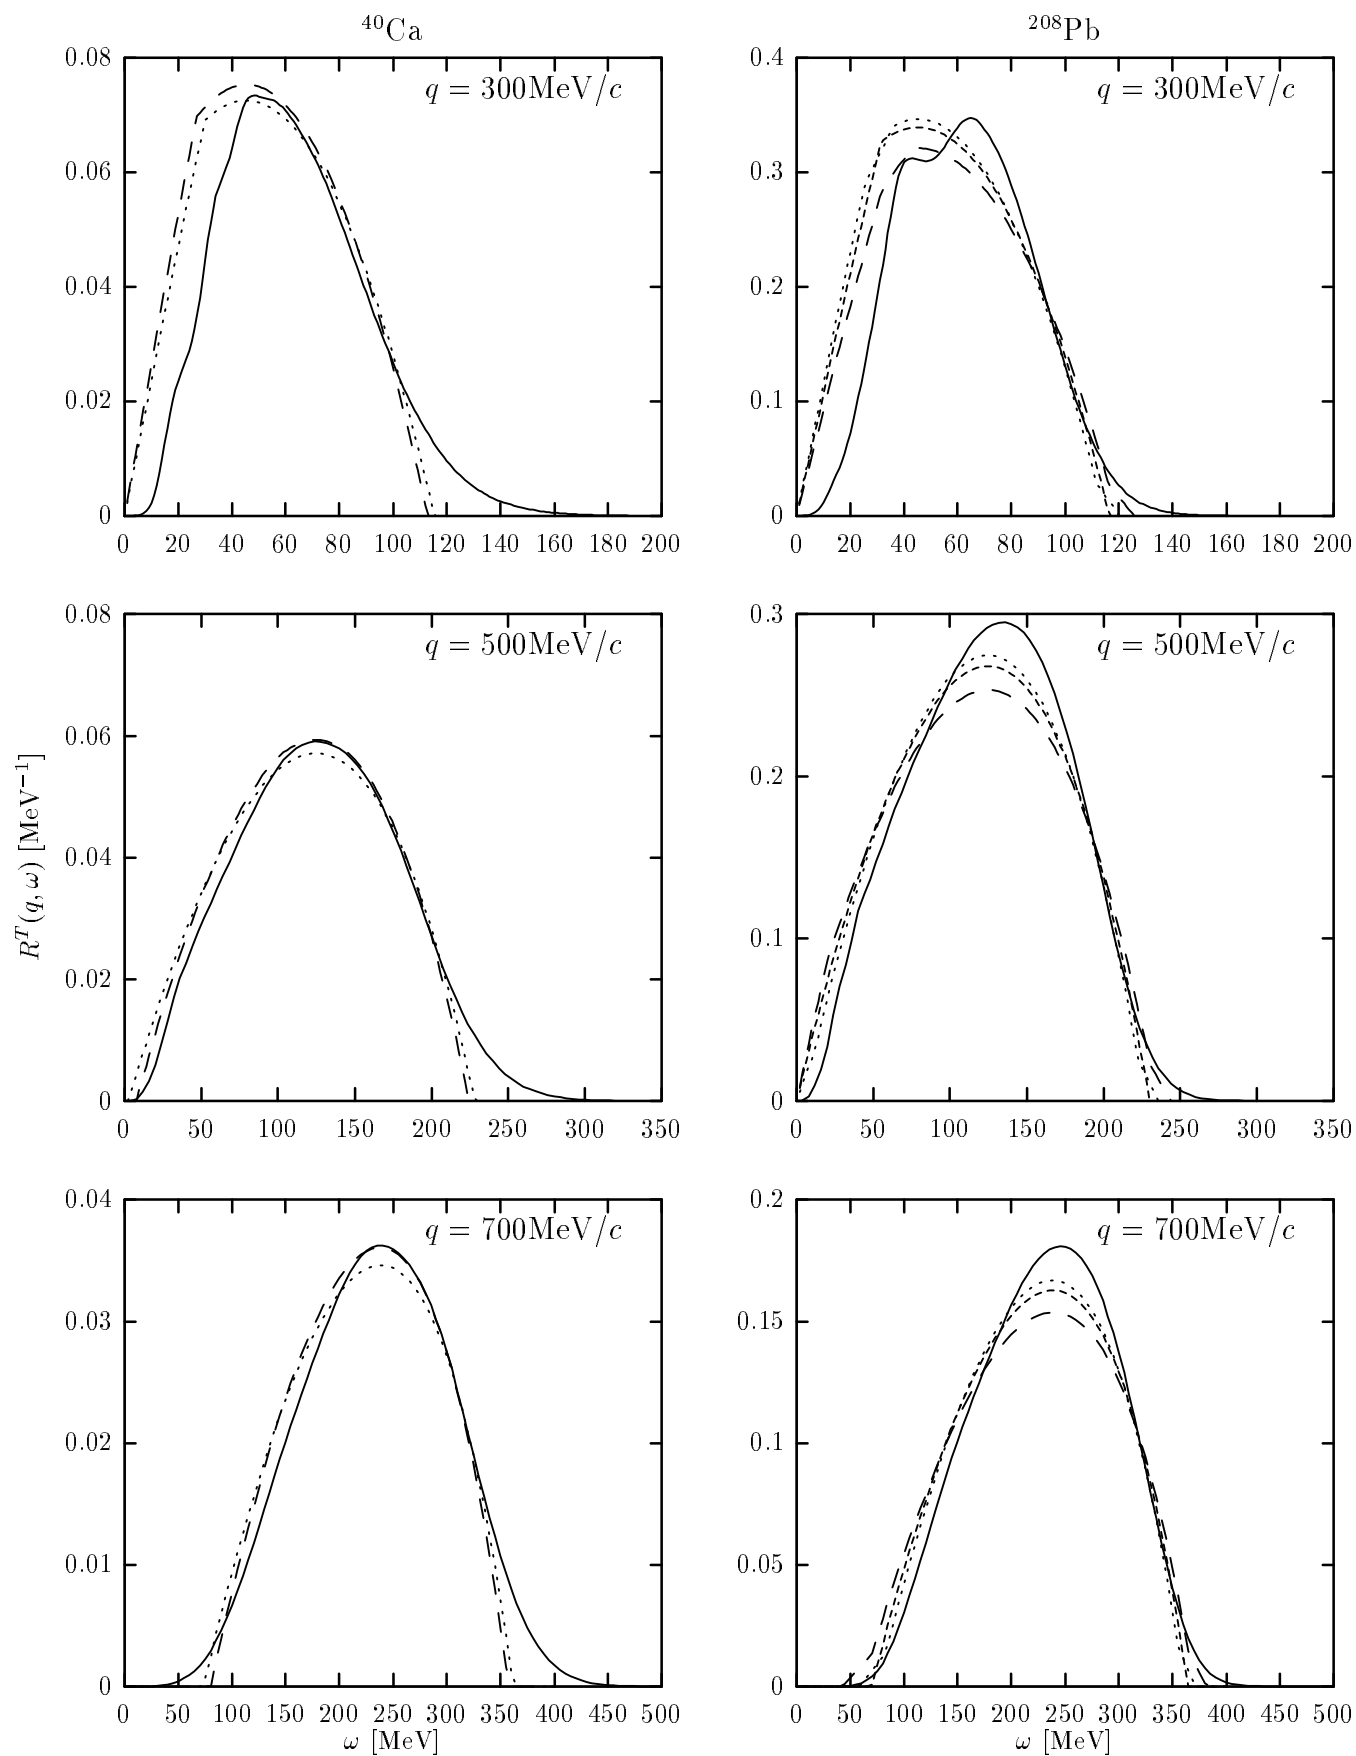 ⁴⁰Ca
q = 300MeV/c
0.08
0.06
0.04
0.02
0
0 20 40 60 80 100 120 140 160 180 200
²⁰⁸Pb
q = 300MeV/c
0.4
0.3
0.2
0.1
0
0 20 40 60 80 100 120 140 160 180 200
R^T(q, ω) [MeV⁻¹]
q = 500MeV/c
0.08
0.06
0.04
0.02
0
0 50 100 150 200 250 300 350
q = 500MeV/c
0.3
0.2
0.1
0
0 50 100 150 200 250 300 350
q = 700MeV/c
0.04
0.03
0.02
0.01
0
0 50 100 150 200 250 300 350 400 450 500
ω [MeV]
q = 700MeV/c
0.2
0.15
0.1
0.05
0
0 50 100 150 200 250 300 350 400 450 500
ω [MeV]